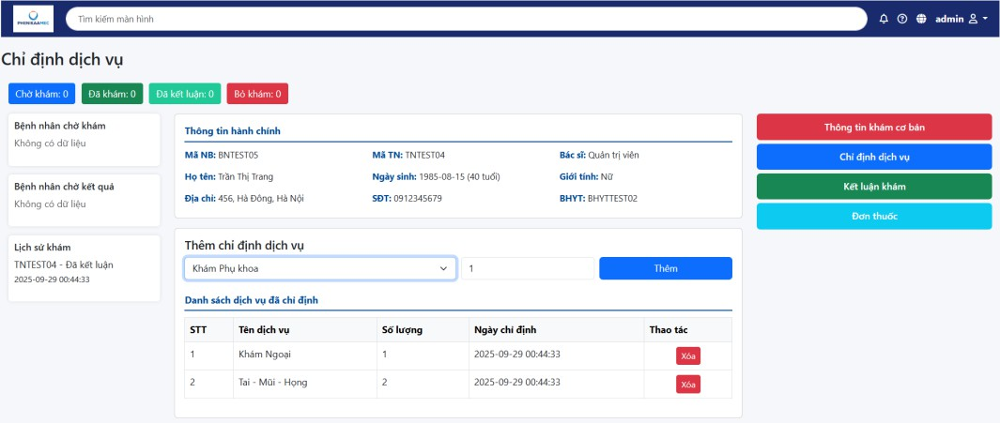 PHENIKAAMEC
Tìm kiếm màn hình
admin
Chỉ định dịch vụ
Chờ khám: 0
Đã khám: 0
Đã kết luận: 0
Bỏ khám: 0
Bệnh nhân chờ khám
Không có dữ liệu
Bệnh nhân chờ kết quả
Không có dữ liệu
Lịch sử khám
TNTEST04 - Đã kết luận
2025-09-29 00:44:33
Thông tin hành chính
Mã NB: BNTEST05 Mã TN: TNTEST04 Bác sĩ: Quản trị viên
Họ tên: Trần Thị Trang Ngày sinh: 1985-08-15 (40 tuổi) Giới tính: Nữ
Địa chỉ: 456, Hà Đông, Hà Nội SĐT: 0912345679 BHYT: BHYTTEST02
Thêm chỉ định dịch vụ
Khám Phụ khoa 1 Thêm
Danh sách dịch vụ đã chỉ định
STT Tên dịch vụ Số lượng Ngày chỉ định Thao tác
1 Khám Ngoại 1 2025-09-29 00:44:33 Xóa
2 Tai - Mũi - Họng 2 2025-09-29 00:44:33 Xóa
Thông tin khám cơ bản
Chỉ định dịch vụ
Kết luận khám
Đơn thuốc